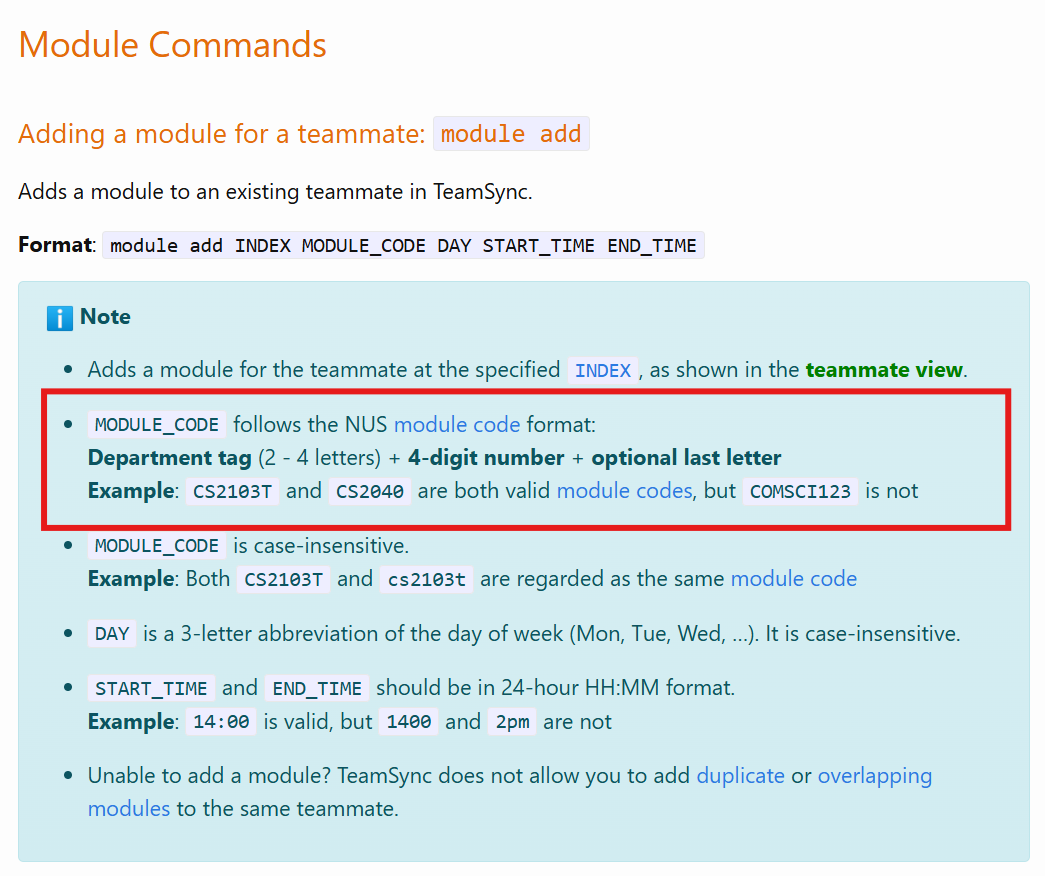 Module Commands
Adding a module for a teammate: module add
Adds a module to an existing teammate in TeamSync.
Format: module add INDEX MODULE_CODE DAY START_TIME END_TIME
Note
• Adds a module for the teammate at the specified INDEX, as shown in the teammate view.
• MODULE_CODE follows the NUS module code format:
Department tag (2 - 4 letters) + 4-digit number + optional last letter
Example: CS2103T and CS2040 are both valid module codes, but COMSCI123 is not
• MODULE_CODE is case-insensitive.
Example: Both CS2103T and cs2103t are regarded as the same module code
• DAY is a 3-letter abbreviation of the day of week (Mon, Tue, Wed, ...). It is case-insensitive.
• START_TIME and END_TIME should be in 24-hour HH:MM format.
Example: 14:00 is valid, but 1400 and 2pm are not
• Unable to add a module? TeamSync does not allow you to add duplicate or overlapping
modules to the same teammate.